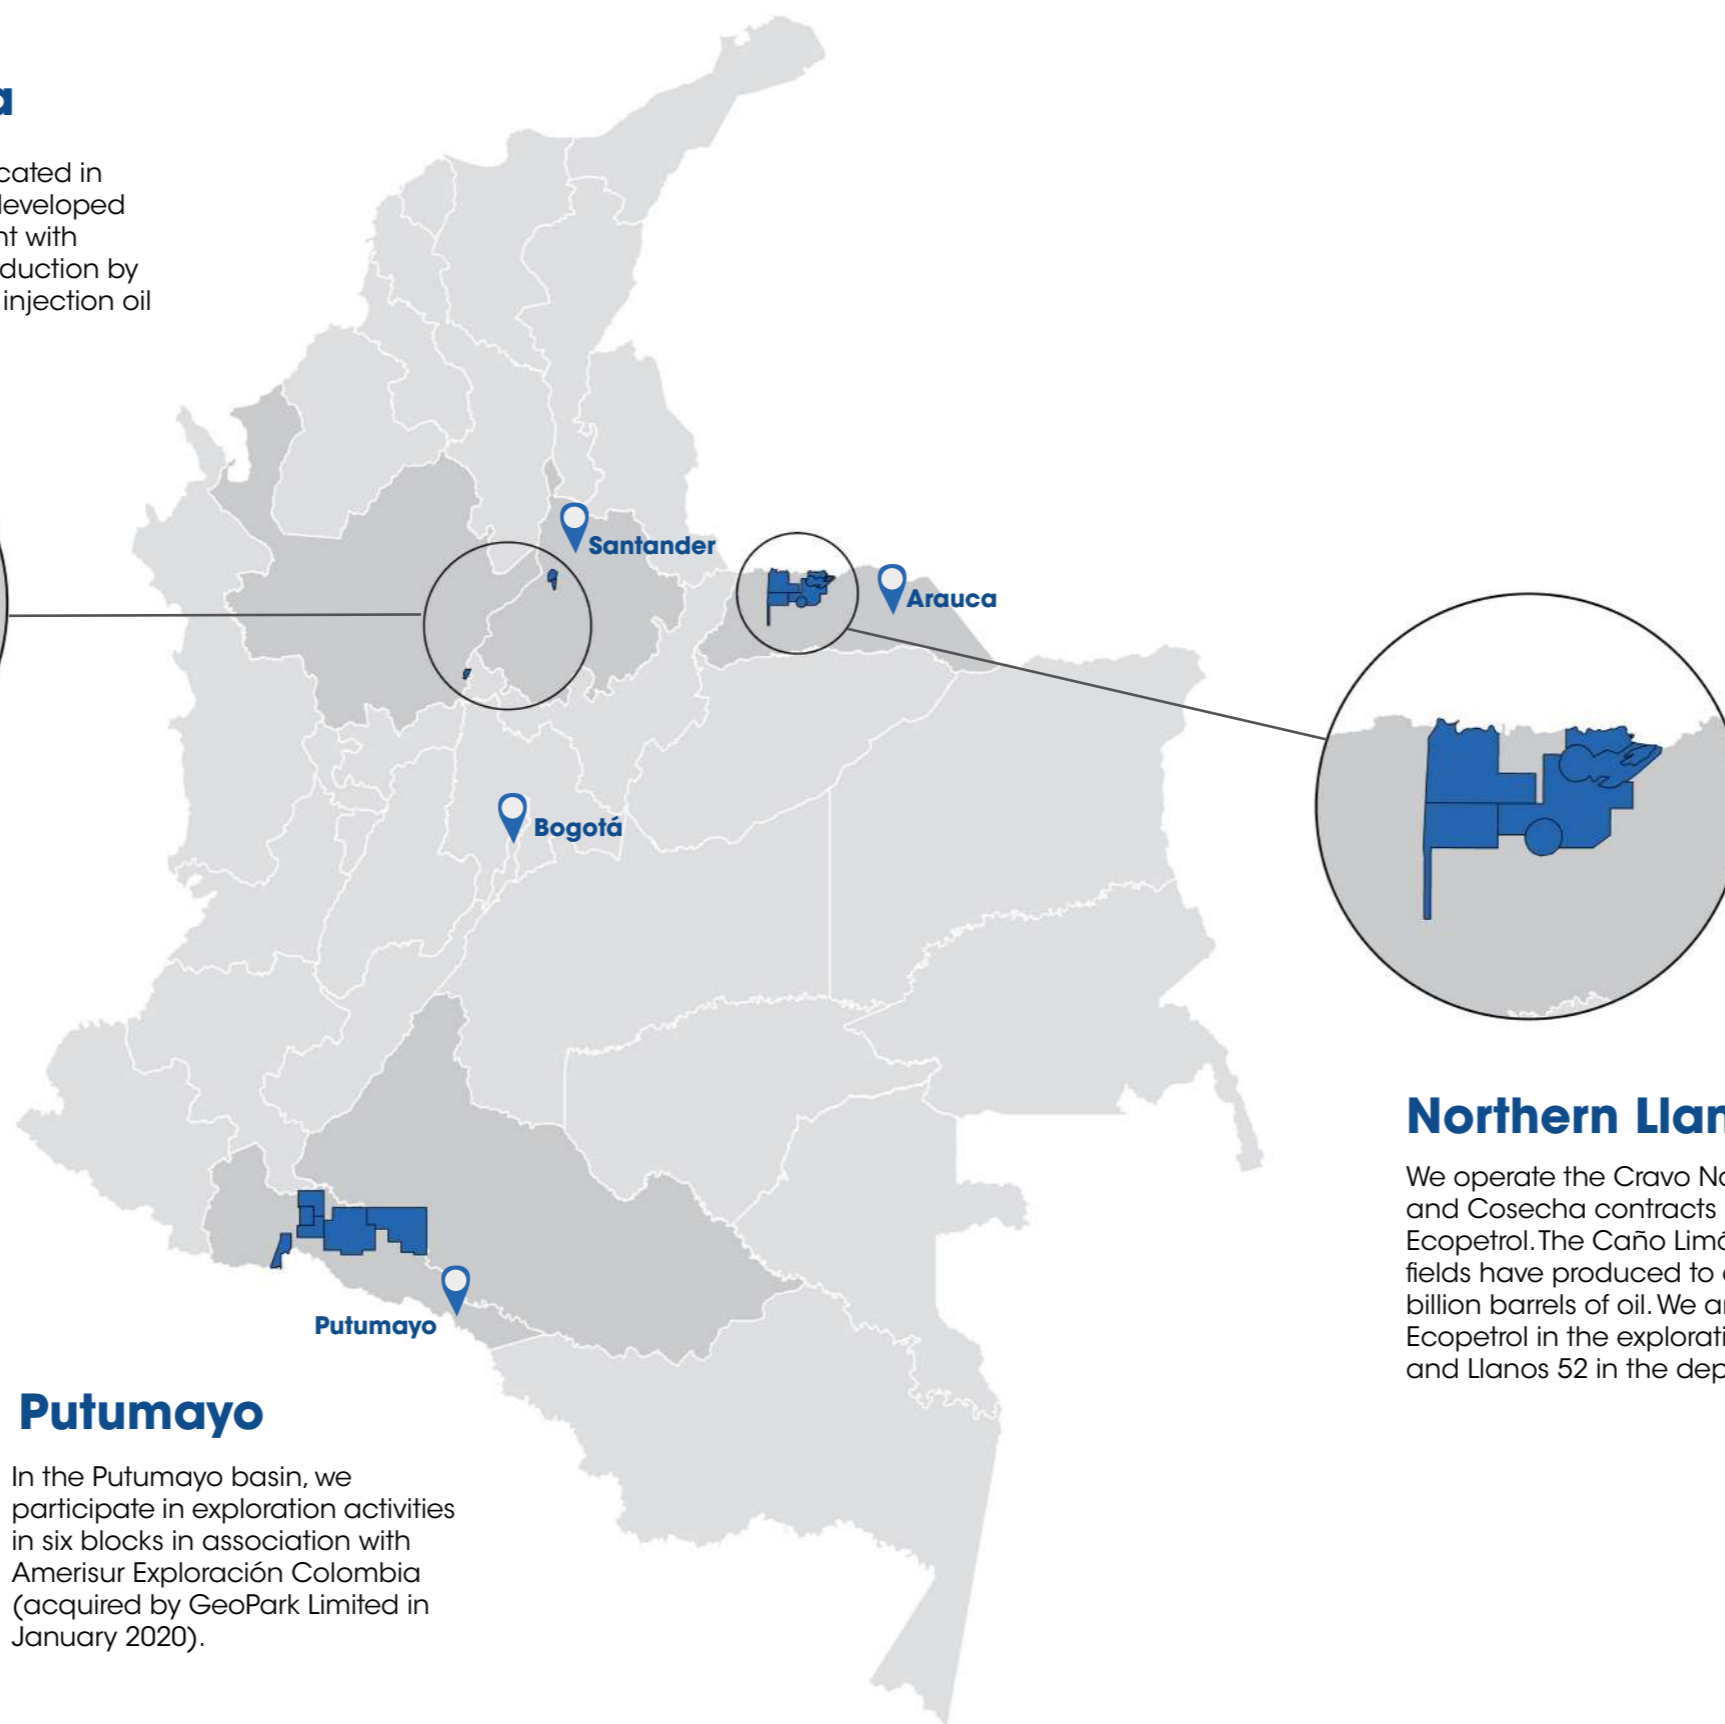 a
cated in
developed
nt with
duction by
injection oil
Santander
Arauca
Bogotá
Putumayo
Northern Llan
We operate the Cravo No
and Cosecha contracts
Ecopetrol. The Caño Limó
fields have produced to
billion barrels of oil. We a
Ecopetrol in the explorati
and Llanos 52 in the dep
Putumayo
In the Putumayo basin, we
participate in exploration activities
in six blocks in association with
Amerisur Exploración Colombia
(acquired by GeoPark Limited in
January 2020).